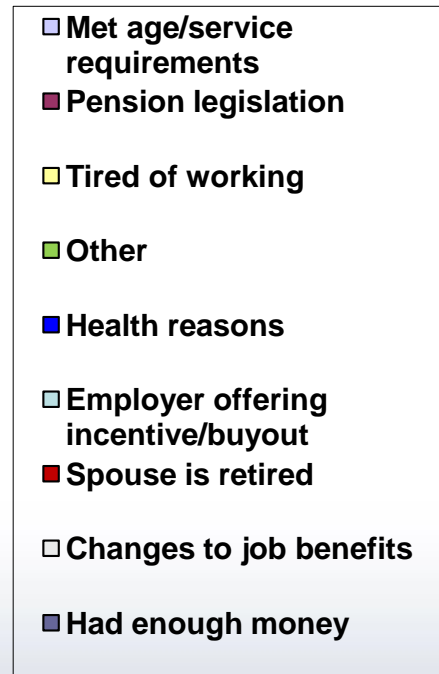 Met age/service
requirements
Pension legislation
Tired of working
Other
Health reasons
Employer offering
incentive/buyout
Spouse is retired
Changes to job benefits
Had enough money